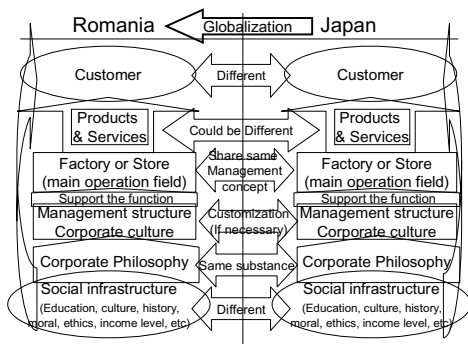 Romania Globalization Japan
Customer Different Customer
Products
& Services
Could be Different
Products
& Services
Factory or Store
(main operation field)
Share same
Management
concept
Factory or Store
(main operation field)
Support the function
Support the function
Management structure
Corporate culture
Customization
(If necessary)
Management structure
Corporate culture
Corporate Philosophy Same substance Corporate Philosophy
Social infrastructure
(Education, culture, history,
moral, ethics, income level, etc)
Different
Social infrastructure
(Education, culture, history,
moral, ethics, income level, etc)